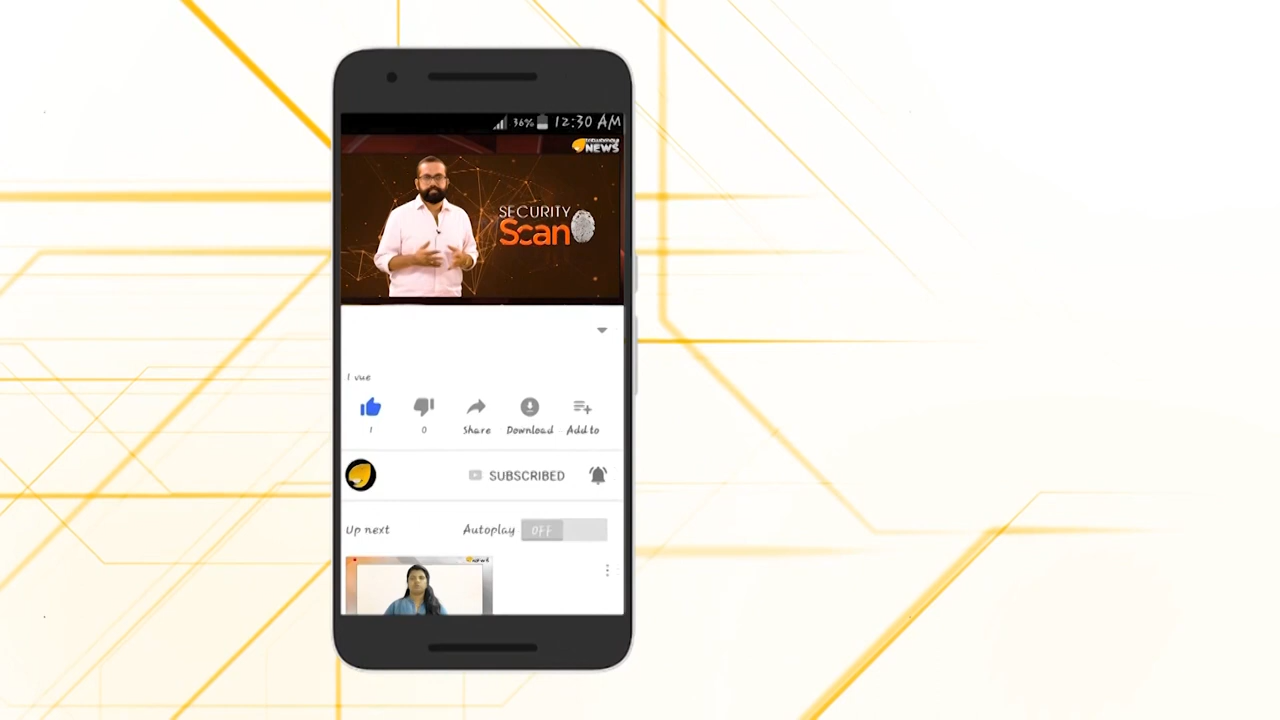 36% 12:30 AM
NEWS
SECURITY
Scan
1 vue
1 0 Share Download Add to
SUBSCRIBED
Up next Autoplay OFF